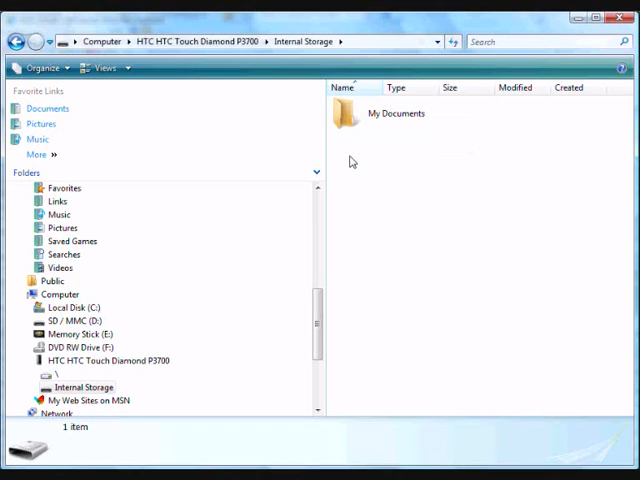 Computer ▸ HTC HTC Touch Diamond P3700 ▸ Internal Storage ▸
Search
Organize
Views
Favorite Links
Documents
Pictures
Music
More »
Folders
Favorites
Links
Music
Pictures
Saved Games
Searches
Videos
Public
Computer
Local Disk (C:)
SD / MMC (D:)
Memory Stick (E:)
DVD RW Drive (F:)
HTC HTC Touch Diamond P3700
\
Internal Storage
My Web Sites on MSN
Network
Name Type Size Modified Created
My Documents
1 item